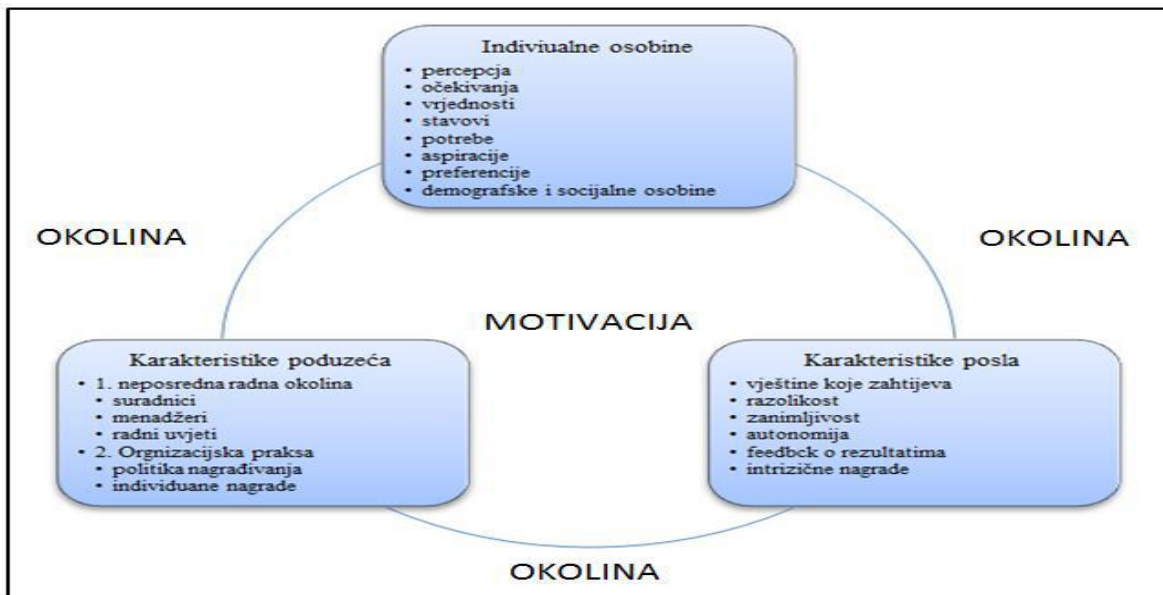 Indiviualne osobine
• percepcja
• očekivanja
• vrjednosti
• stavovi
• potrebe
• aspiracije
• preferencije
• demografske i socijalne osobine
OKOLINA
OKOLINA
MOTIVACIJA
Karakteristike poduzeća
• 1. neposredna radna okolina
• suradnici
• menadžeri
• radni uvjeti
• 2. Orgnizacijska praksa
• politika nagrađivanja
• individuane nagrade
Karakteristike posla
• vještine koje zahtijeva
• razolikost
• zanimljivost
• autonomija
• feedbck o rezultatima
• intrizične nagrade
OKOLINA